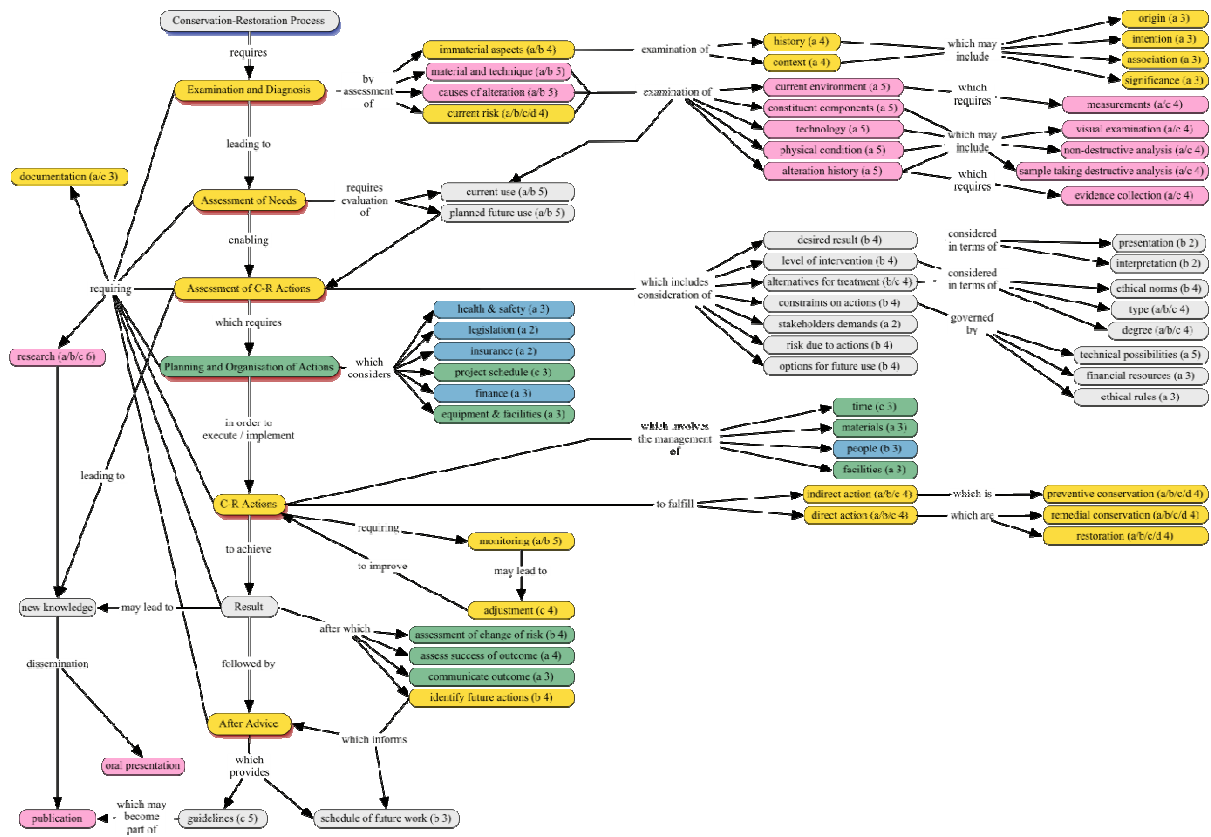 Conservation-Restoration Process
requires
Examination and Diagnosis
by
assessment
of
immaterial aspects (a/b 4)
material and technique (a/b 5)
causes of alteration (a/b 5)
current risk (a/b/c/d 4)
examination of
history (a 4)
context (a 4)
which may
include
origin (a 3)
intention (a 3)
association (a 3)
significance (a 3)
examination of
current environment (a 5)
constituent components (a 5)
technology (a 5)
physical condition (a 5)
alteration history (a 5)
which
requires
measurements (a/c 4)
which may
include
visual examination (a/c 4)
non-destructive analysis (a/c 4)
sample taking destructive analysis (a/c 4)
which
requires
evidence collection (a/c 4)
leading to
documentation (a/c 3)
Assessment of Needs
requires
evaluation
of
current use (a/b 5)
planned future use (a/b 5)
enabling
requiring
Assessment of C-R Actions
which includes
consideration of
desired result (b 4)
level of intervention (b 4)
alternatives for treatment (b/c 4)
constraints on actions (b 4)
stakeholders demands (a 2)
risk due to actions (b 4)
options for future use (b 4)
considered
in terms of
presentation (b 2)
interpretation (b 2)
considered
in terms of
ethical norms (b 4)
type (a/b/c 4)
degree (a/b/c 4)
governed
by
technical possibilities (a 5)
financial resources (a 3)
ethical rules (a 3)
which requires
research (a/b/c 6)
Planning and Organisation of Actions
which
considers
health & safety (a 3)
legislation (a 2)
insurance (a 2)
project schedule (c 3)
finance (a 3)
equipment & facilities (a 3)
in order to
execute / implement
which involves
the management
of
time (c 3)
materials (a 3)
people (b 3)
facilities (a 3)
leading to
C-R Actions
to fulfill
indirect action (a/b/c 4)
direct action (a/b/c 4)
which is
which are
preventive conservation (a/b/c/d 4)
remedial conservation (a/b/c/d 4)
restoration (a/b/c/d 4)
requiring
monitoring (a/b 5)
to achieve
to improve
may lead to
adjustment (c 4)
new knowledge
may lead to
Result
after which
assessment of change of risk (b 4)
assess success of outcome (a 4)
communicate outcome (a 3)
identify future actions (b 4)
dissemination
followed by
After Advice
which informs
which
provides
oral presentation
publication
which may
become
part of
guidelines (c 5)
schedule of future work (b 3)